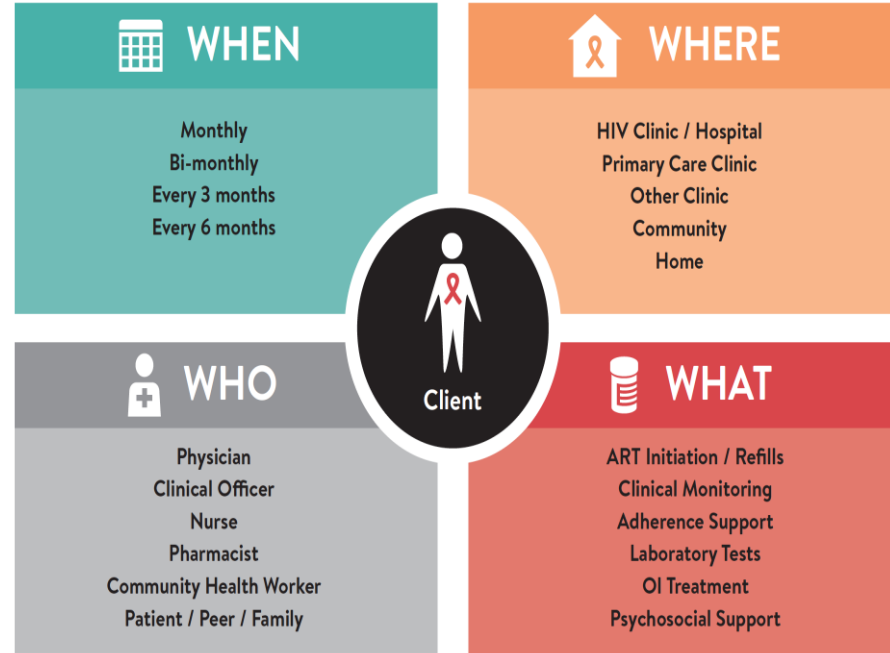 WHEN
Monthly
Bi-monthly
Every 3 months
Every 6 months
WHERE
HIV Clinic / Hospital
Primary Care Clinic
Other Clinic
Community
Home
Client
WHO
Physician
Clinical Officer
Nurse
Pharmacist
Community Health Worker
Patient / Peer / Family
WHAT
ART Initiation / Refills
Clinical Monitoring
Adherence Support
Laboratory Tests
OI Treatment
Psychosocial Support